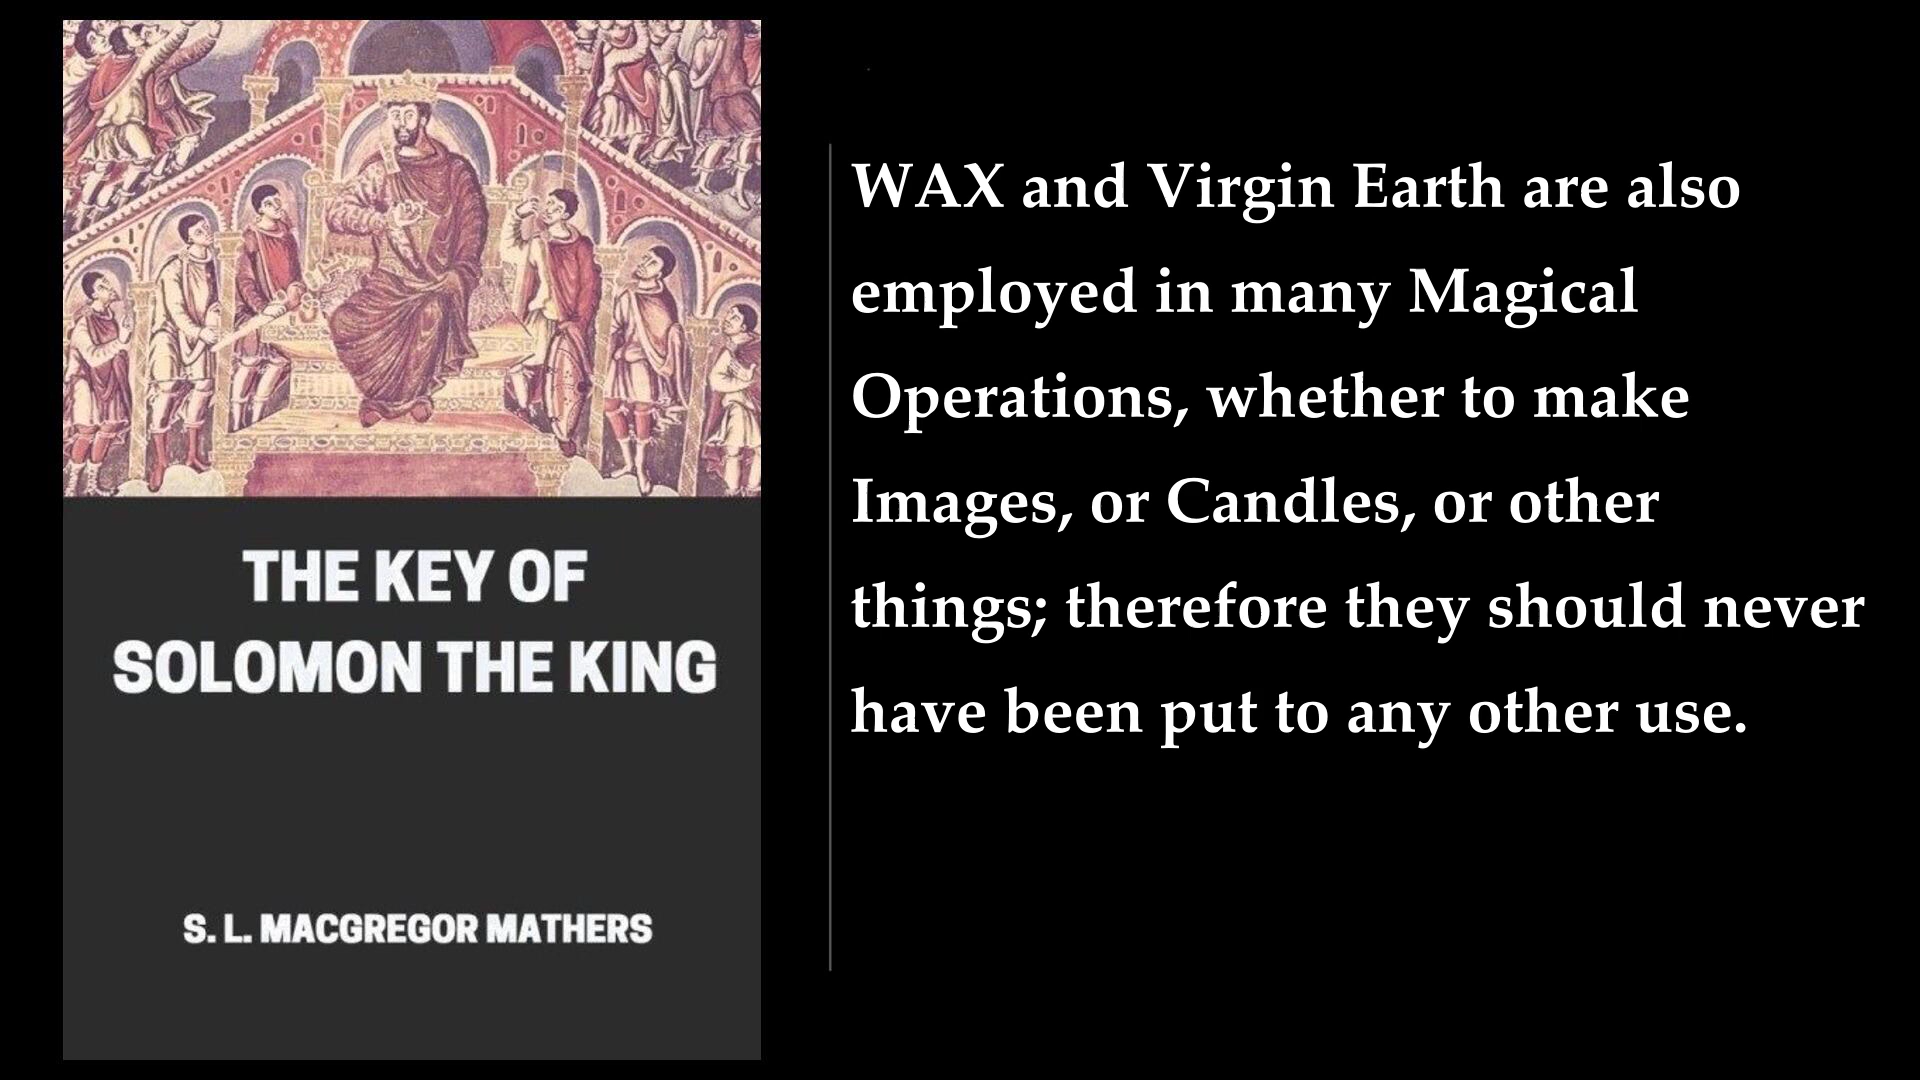 THE KEY OF
SOLOMON THE KING
S. L. MACGREGOR MATHERS
WAX and Virgin Earth are also
employed in many Magical
Operations, whether to make
Images, or Candles, or other
things; therefore they should never
have been put to any other use.